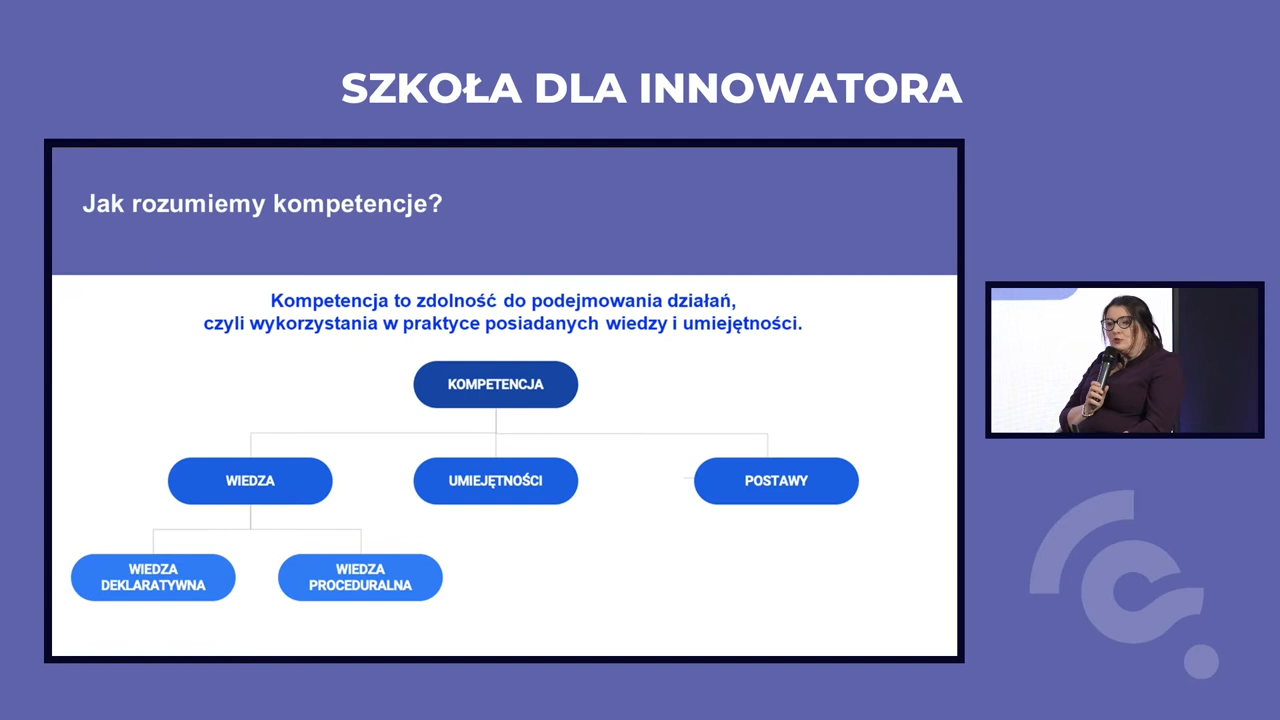 SZKOŁA DLA INNOWATORA
Jak rozumiemy kompetencje?
Kompetencja to zdolność do podejmowania działań,
czyli wykorzystania w praktyce posiadanych wiedzy i umiejętności.
KOMPETENCJA
WIEDZA
UMIEJĘTNOŚCI
POSTAWY
WIEDZA
DEKLARATYWNA
WIEDZA
PROCEDURALNA